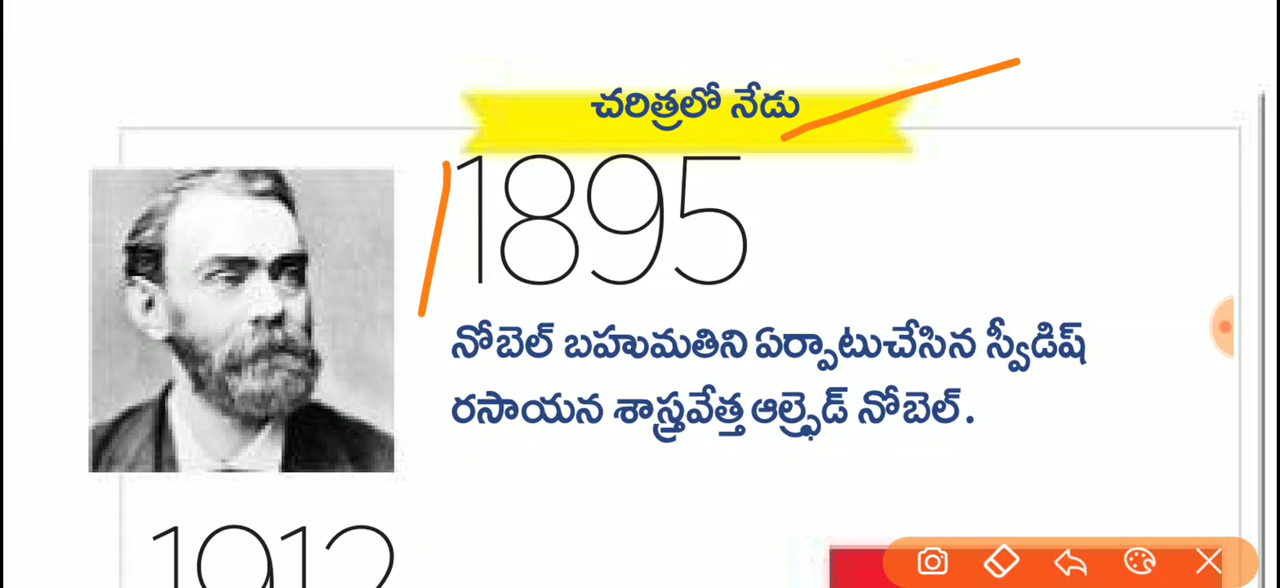 చరిత్రలో నేడు
1895
నోబెల్ బహుమతిని ఏర్పాటుచేసిన స్వీడిష్
రసాయన శాస్త్రవేత్త ఆల్ఫ్రెడ్ నోబెల్.
1912